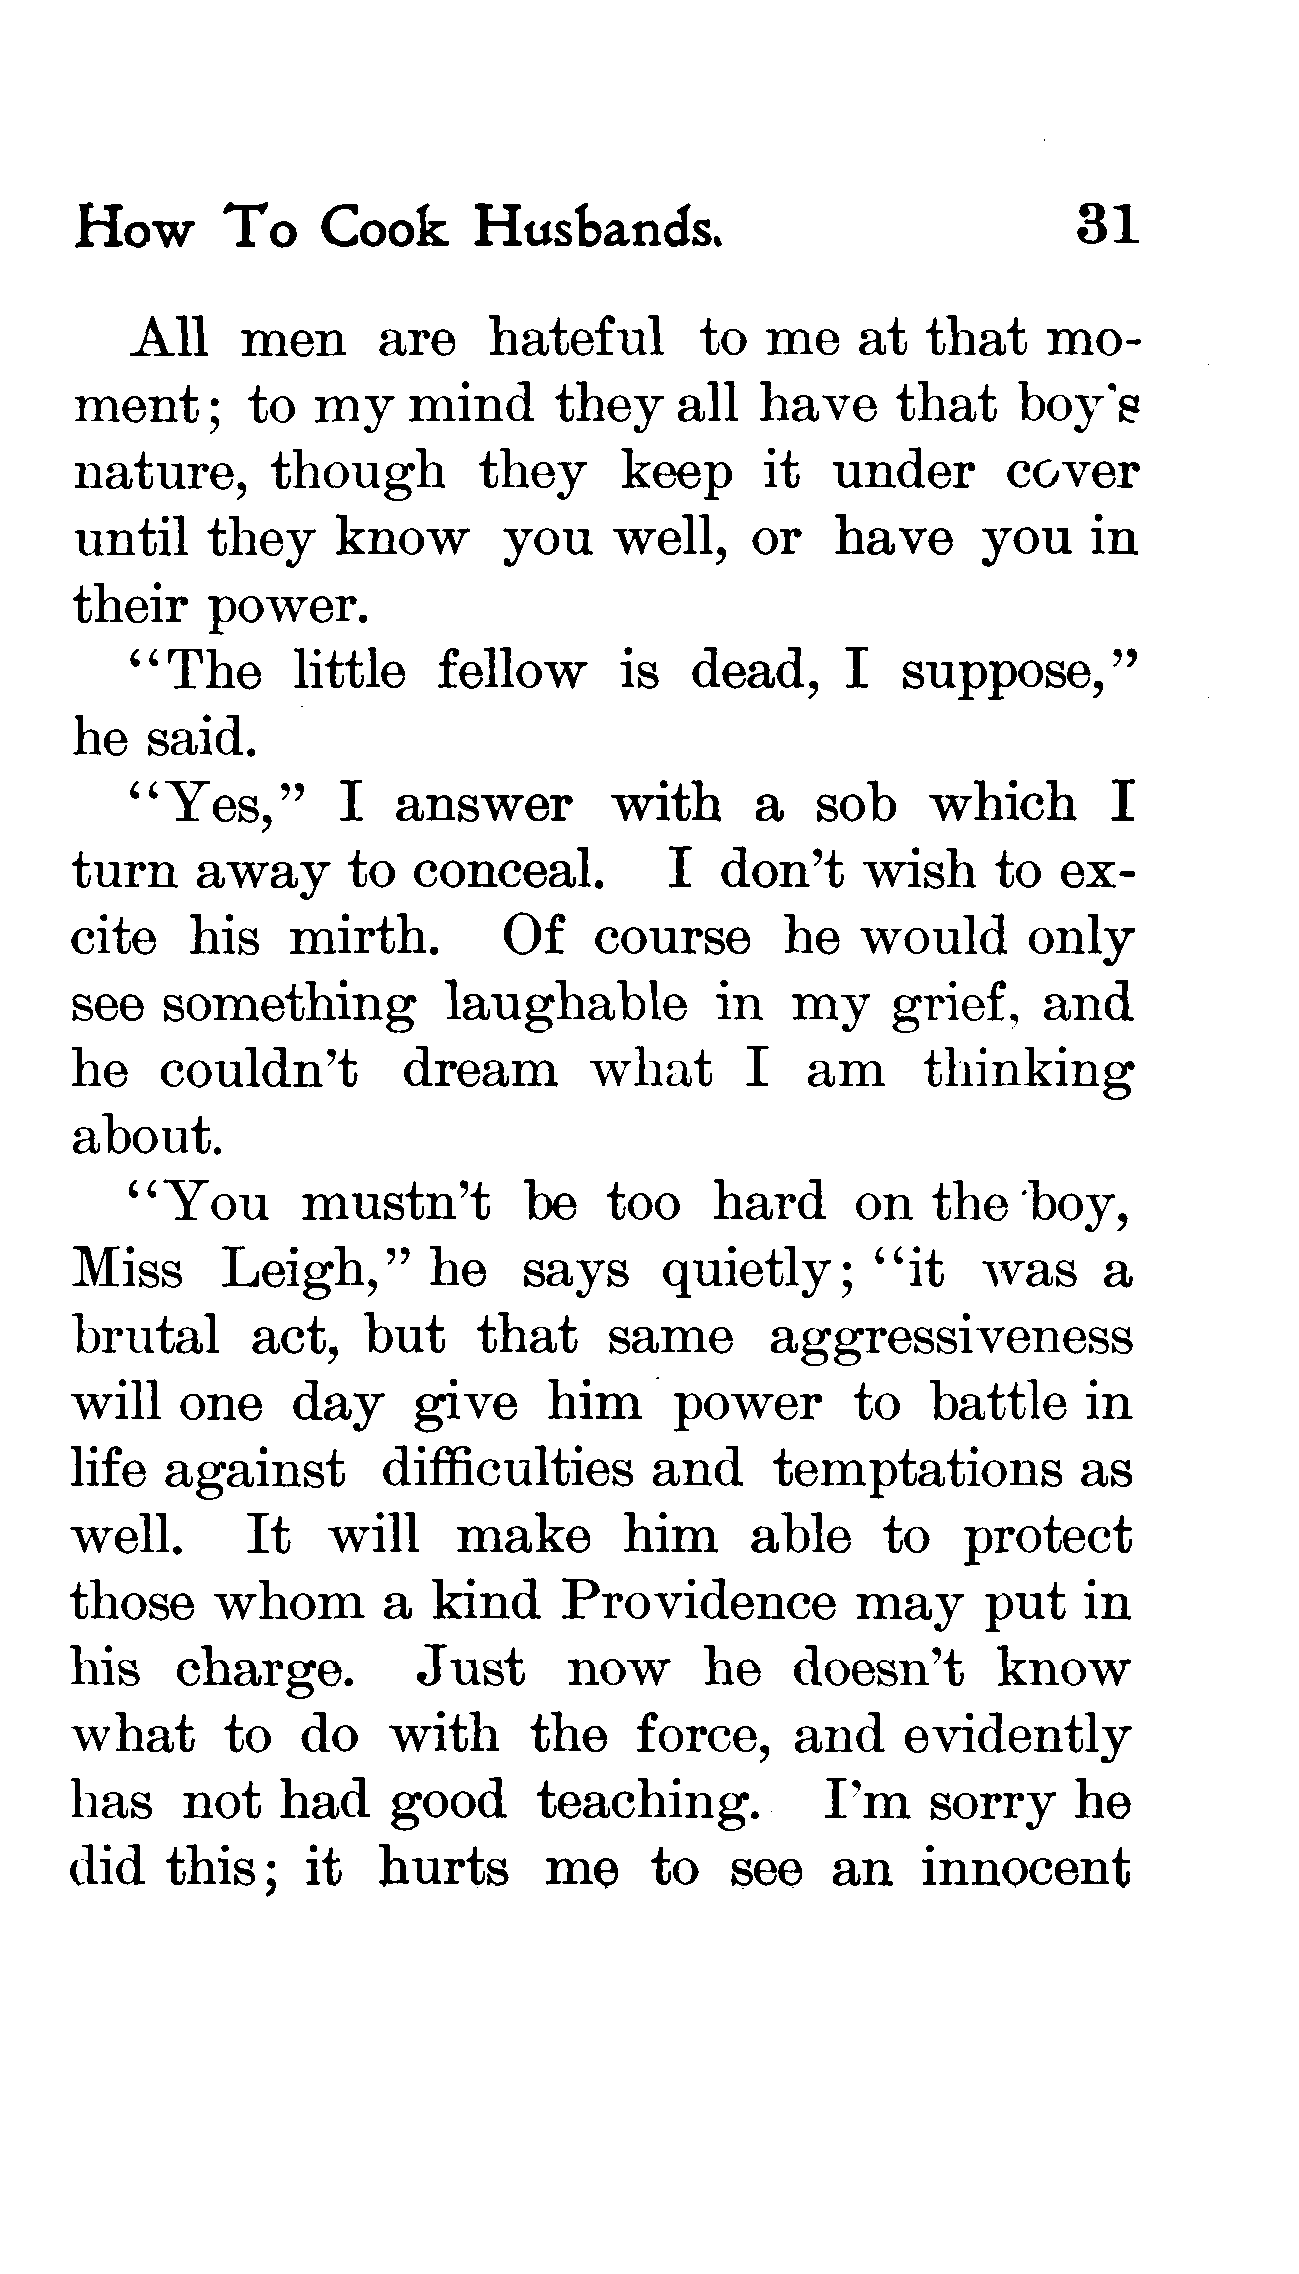 How To Cook Husbands. 31
All men are hateful to me at that mo-
ment; to my mind they all have that boy's
nature, though they keep it under cover
until they know you well, or have you in
their power.
“The little fellow is dead, I suppose,”
he said.
“Yes,” I answer with a sob which I
turn away to conceal. I don’t wish to ex-
cite his mirth. Of course he would only
see something laughable in my grief, and
he couldn’t dream what I am thinking
about.
“You mustn’t be too hard on the boy,
Miss Leigh,” he says quietly; “it was a
brutal act, but that same aggressiveness
will one day give him power to battle in
life against difficulties and temptations as
well. It will make him able to protect
those whom a kind Providence may put in
his charge. Just now he doesn’t know
what to do with the force, and evidently
has not had good teaching. I’m sorry he
did this; it hurts me to see an innocent